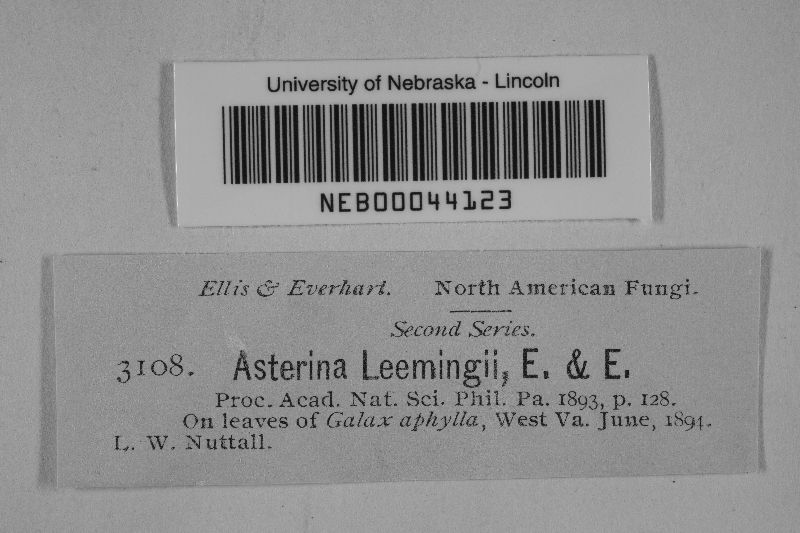 University of Nebraska - Lincoln
NEB00044123
Ellis & Everhart. North American Fungi.
Second Series.
3108. Asterina Leemingii, E. & E.
Proc. Acad. Nat. Sci. Phil. Pa. 1893, p. 128.
On leaves of Galax aphylla, West Va. June, 1894.
L. W. Nuttall.